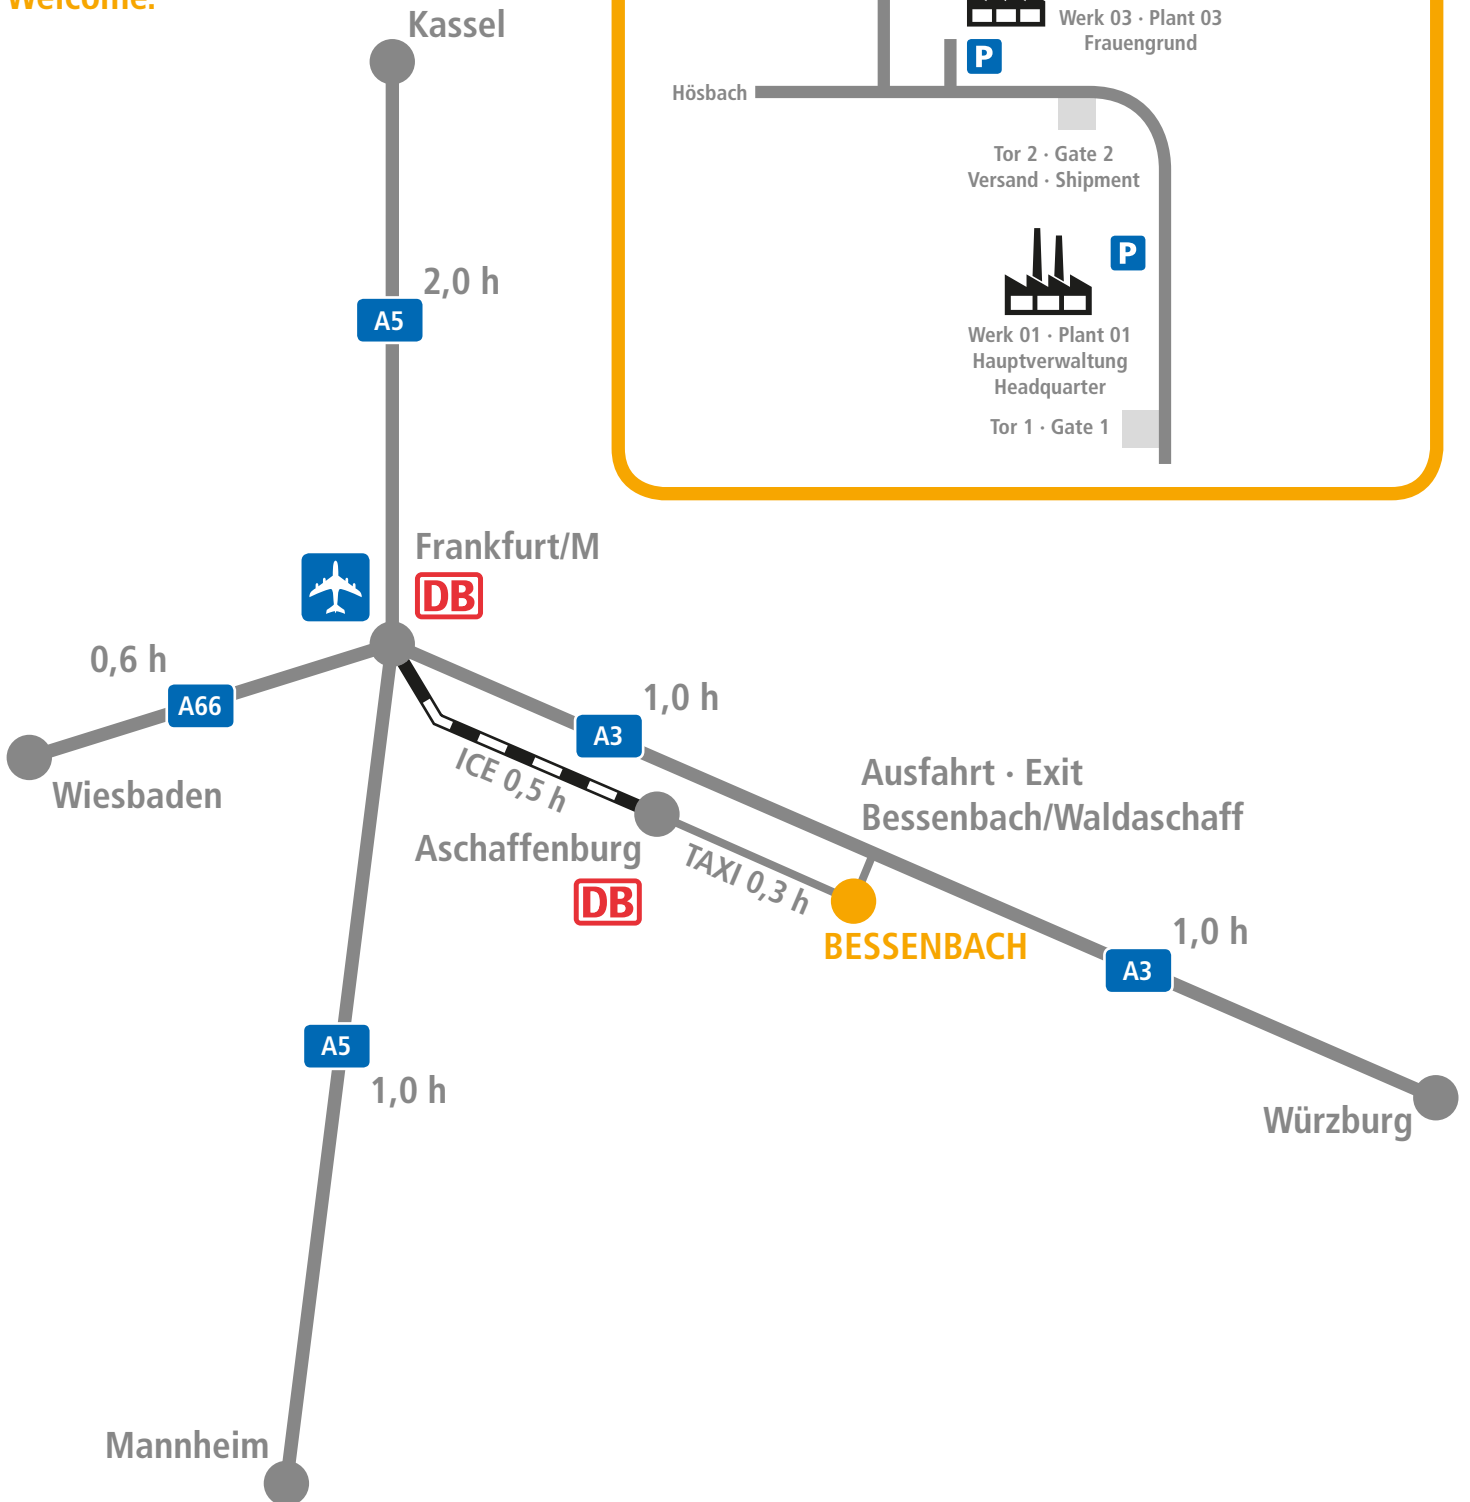 Welcome.
Kassel
2,0 h
A5
Werk 03 · Plant 03
Frauengrund
P
Hösbach
Tor 2 · Gate 2
Versand · Shipment
P
Werk 01 · Plant 01
Hauptverwaltung
Headquarter
Tor 1 · Gate 1
Frankfurt/M
DB
0,6 h
A66
Wiesbaden
1,0 h
A3
ICE 0,5 h
Ausfahrt · Exit
Bessenbach/Waldaschaff
Aschaffenburg
DB
TAXI 0,3 h
BESSENBACH
1,0 h
A3
Würzburg
A5
1,0 h
Mannheim